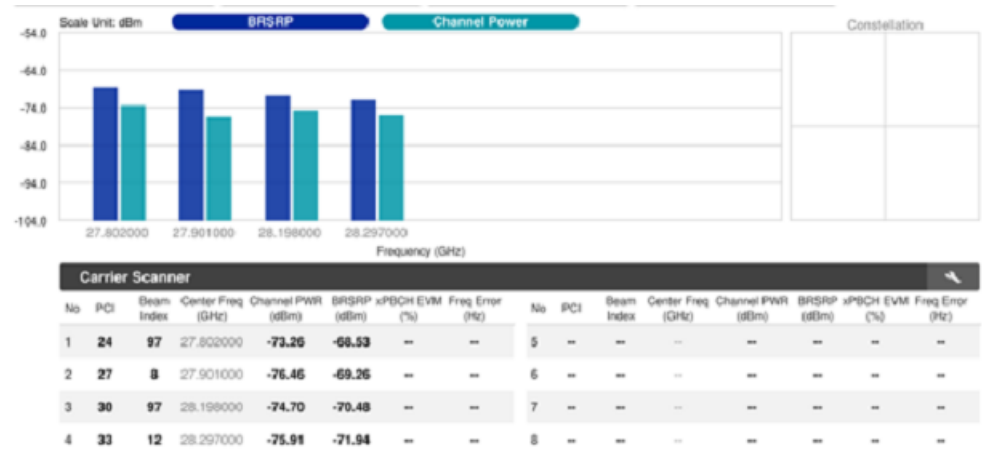 Scale Unit: dBm BRSRP Channel Power Constellation
-54.0
-64.0
-74.0
-84.0
-94.0
-104.0
27.802000 27.901000 28.198000 28.297000
Frequency (GHz)
Carrier Scanner
No PCI Beam Index Center Freq (GHz) Channel PWR (dBm) BRSRP (dBm) xPBCH EVM (%) Freq Error (Hz) No PCI Beam Index Center Freq (GHz) Channel PWR (dBm) BRSRP (dBm) xPBCH EVM (%) Freq Error (Hz)
1 24 97 27.802000 -73.26 -68.53 -- -- 5 -- -- -- -- -- -- --
2 27 8 27.901000 -76.46 -69.26 -- -- 6 -- -- -- -- -- -- --
3 30 97 28.198000 -74.70 -70.48 -- -- 7 -- -- -- -- -- -- --
4 33 12 28.297000 -75.91 -71.94 -- -- 8 -- -- -- -- -- -- --